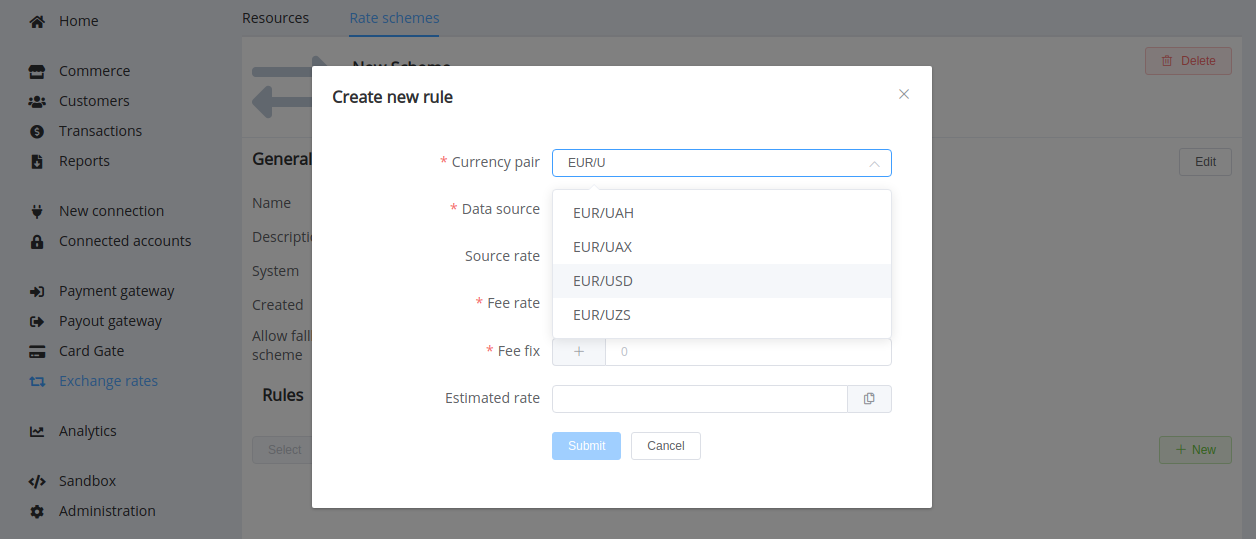 Home
Commerce
Customers
Transactions
Reports
New connection
Connected accounts
Payment gateway
Payout gateway
Card Gate
Exchange rates
Analytics
Sandbox
Administration
Resources Rate schemes
New Scheme
Delete
General
Edit
Name
System
Created
scheme
Rules
Select
+ New
Create new rule
* Currency pair EUR/U
EUR/UAH
EUR/UAX
EUR/USD
EUR/UZS
* Data source
Source rate
* Fee rate
* Fee fix + 0
Estimated rate
Submit Cancel